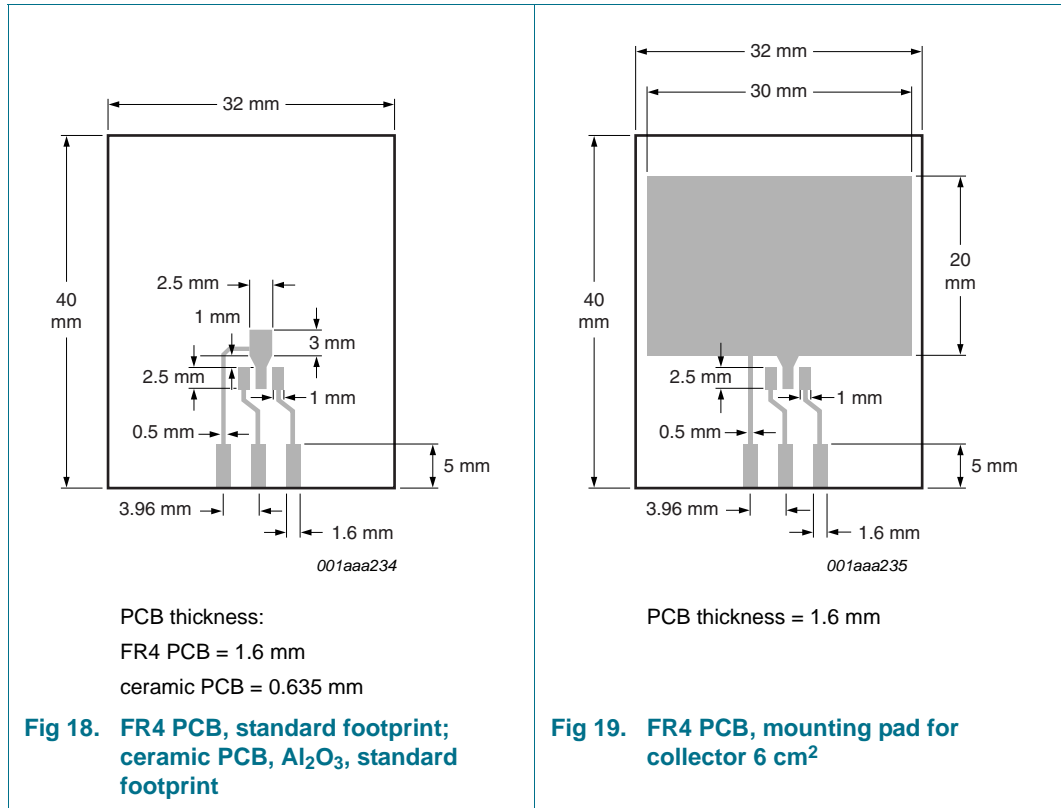 32 mm
40
mm
2.5 mm
1 mm
3 mm
2.5 mm
1 mm
0.5 mm
5 mm
3.96 mm
1.6 mm
001aaa234
PCB thickness:
FR4 PCB = 1.6 mm
ceramic PCB = 0.635 mm
Fig 18. FR4 PCB, standard footprint;
ceramic PCB, Al2O3, standard
footprint
32 mm
30 mm
40
mm
20
mm
2.5 mm
1 mm
0.5 mm
5 mm
3.96 mm
1.6 mm
001aaa235
PCB thickness = 1.6 mm
Fig 19. FR4 PCB, mounting pad for
collector 6 cm2